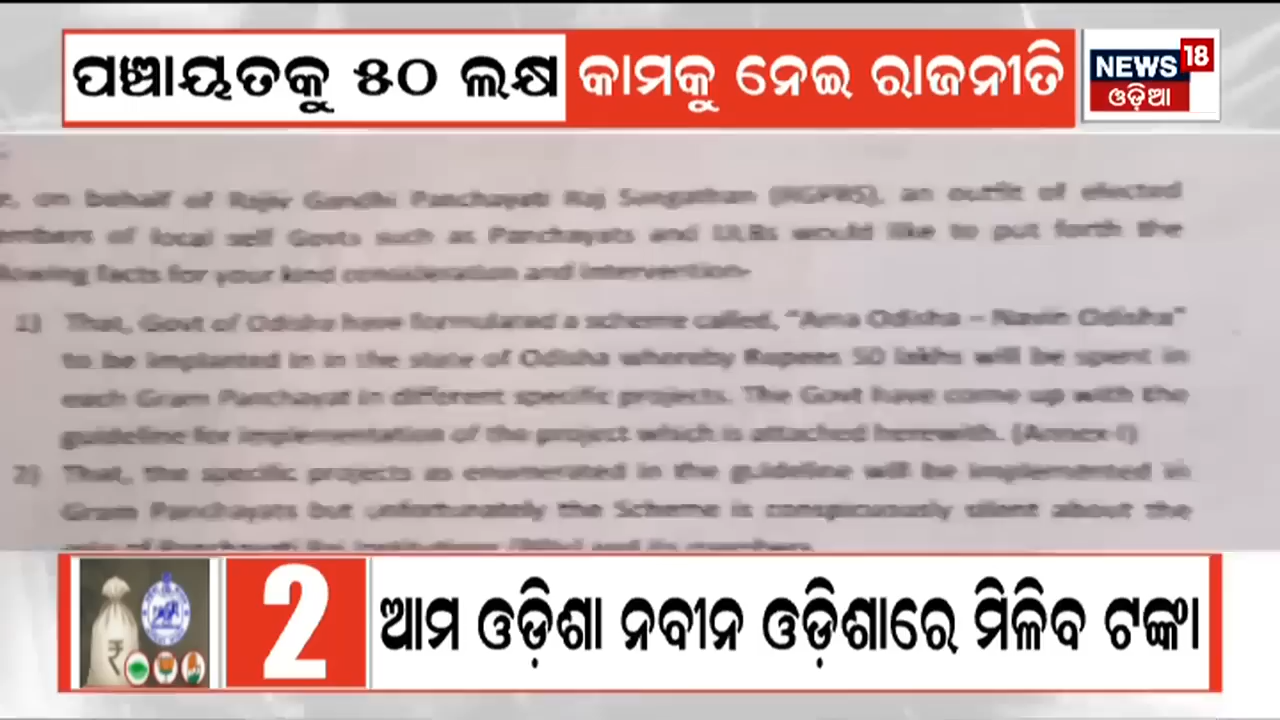 ପଞ୍ଚାୟତକୁ ୫୦ ଲକ୍ଷ କାମକୁ ନେଇ ରାଜନୀତି
NEWS 18
ଓଡ଼ିଆ
on behalf of Rajiv Gandhi Panchayati Raj Sangathan (RGPRS), an outfit of elected
of local self Govts such as Panchayats and ULBs would like to put forth the
facts for your kind consideration and intervention-
1) That, Govt of Odisha have formulared a scheme called, "Ama Odisha – Navin Odisha"
to be implanted in in the state of Odisha whereby Rupees 50 lakhs will be spent in
each Gram Panchayat in different specific projects. The Govt have come up with the
guideline for implementation of the project which is attached herewith. (Annex-I)
2) That, the specific projects as enumerated in the guideline will be implemented in
Gram Panchayats but unfortunately the Scheme is conspicuously silent about the
2 ଆମ ଓଡ଼ିଶା ନବୀନ ଓଡ଼ିଶାରେ ମିଳିବ ଟଙ୍କା